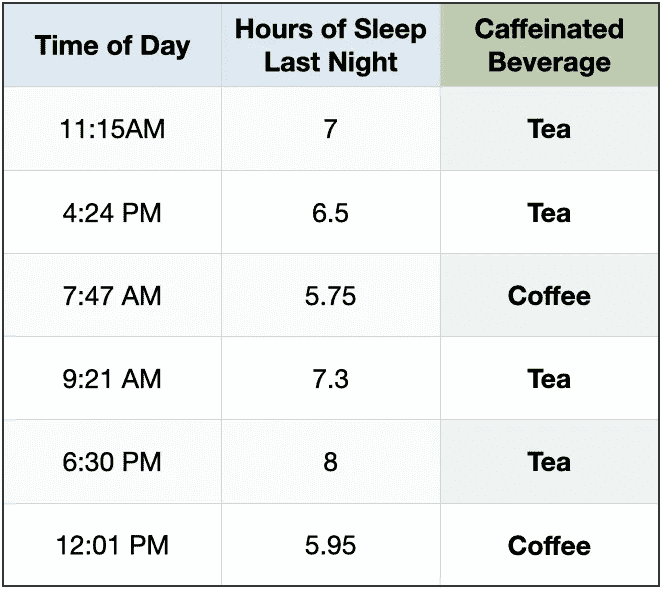 Time of Day Hours of Sleep Last Night Caffeinated Beverage
11:15AM 7 Tea
4:24 PM 6.5 Tea
7:47 AM 5.75 Coffee
9:21 AM 7.3 Tea
6:30 PM 8 Tea
12:01 PM 5.95 Coffee